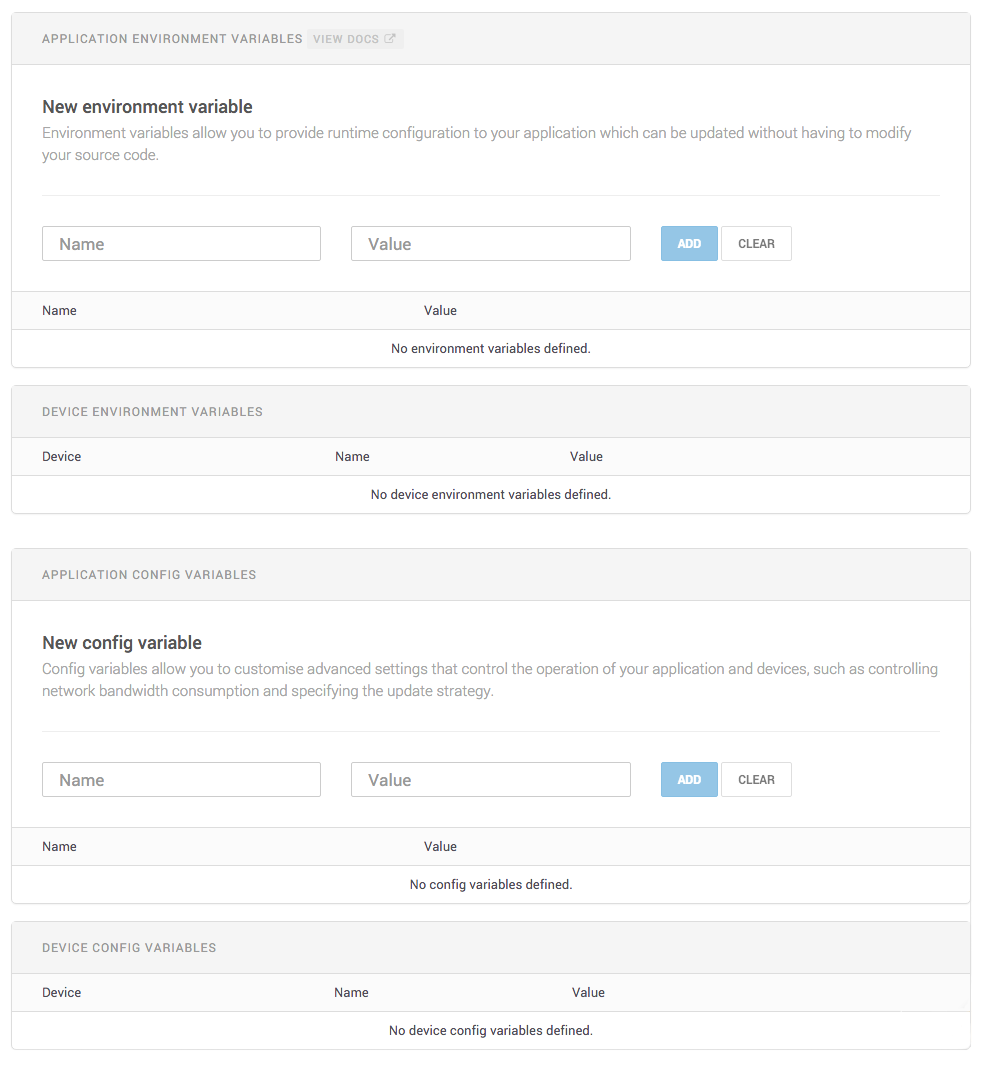 APPLICATION ENVIRONMENT VARIABLES VIEW DOCS
New environment variable
Environment variables allow you to provide runtime configuration to your application which can be updated without having to modify
your source code.
Name Value ADD CLEAR
Name Value
No environment variables defined.
DEVICE ENVIRONMENT VARIABLES
Device Name Value
No device environment variables defined.
APPLICATION CONFIG VARIABLES
New config variable
Config variables allow you to customise advanced settings that control the operation of your application and devices, such as controlling
network bandwidth consumption and specifying the update strategy.
Name Value ADD CLEAR
Name Value
No config variables defined.
DEVICE CONFIG VARIABLES
Device Name Value
No device config variables defined.